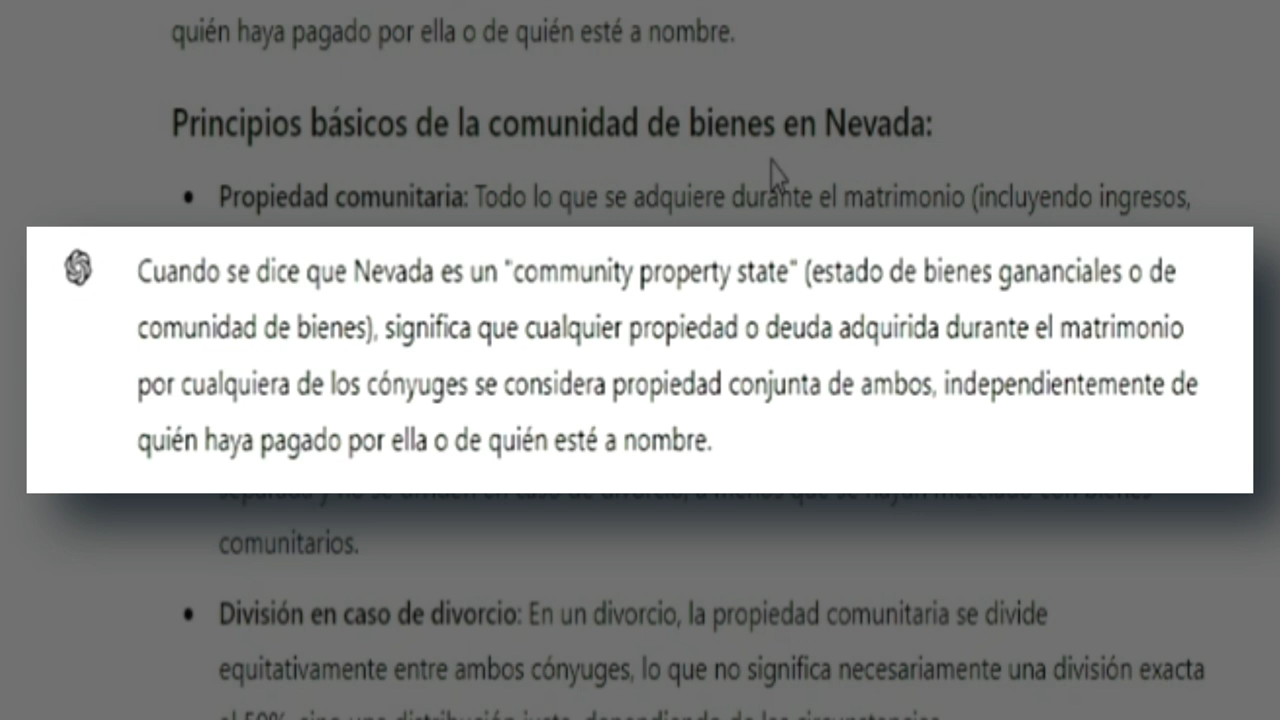 quién haya pagado por ella o de quién esté a nombre.
Principios básicos de la comunidad de bienes en Nevada:
• Propiedad comunitaria: Todo lo que se adquiere durante el matrimonio (incluyendo ingresos,
Cuando se dice que Nevada es un "community property state" (estado de bienes gananciales o de
comunidad de bienes), significa que cualquier propiedad o deuda adquirida durante el matrimonio
por cualquiera de los cónyuges se considera propiedad conjunta de ambos, independientemente de
quién haya pagado por ella o de quién esté a nombre.
comunitarios.
• División en caso de divorcio: En un divorcio, la propiedad comunitaria se divide
equitativamente entre ambos cónyuges, lo que no significa necesariamente una división exacta